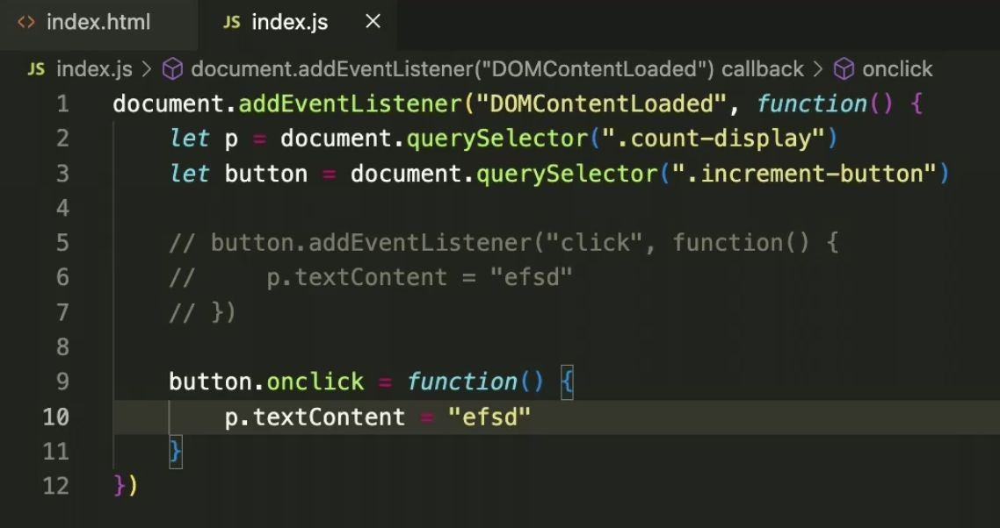 <> index.html JS index.js ×
JS index.js > document.addEventListener("DOMContentLoaded") callback > onclick
1 document.addEventListener("DOMContentLoaded", function() {
2 let p = document.querySelector(".count-display")
3 let button = document.querySelector(".increment-button")
4
5 // button.addEventListener("click", function() {
6 //     p.textContent = "efsd"
7 // })
8
9 button.onclick = function() {
10 p.textContent = "efsd"
11 }
12 })